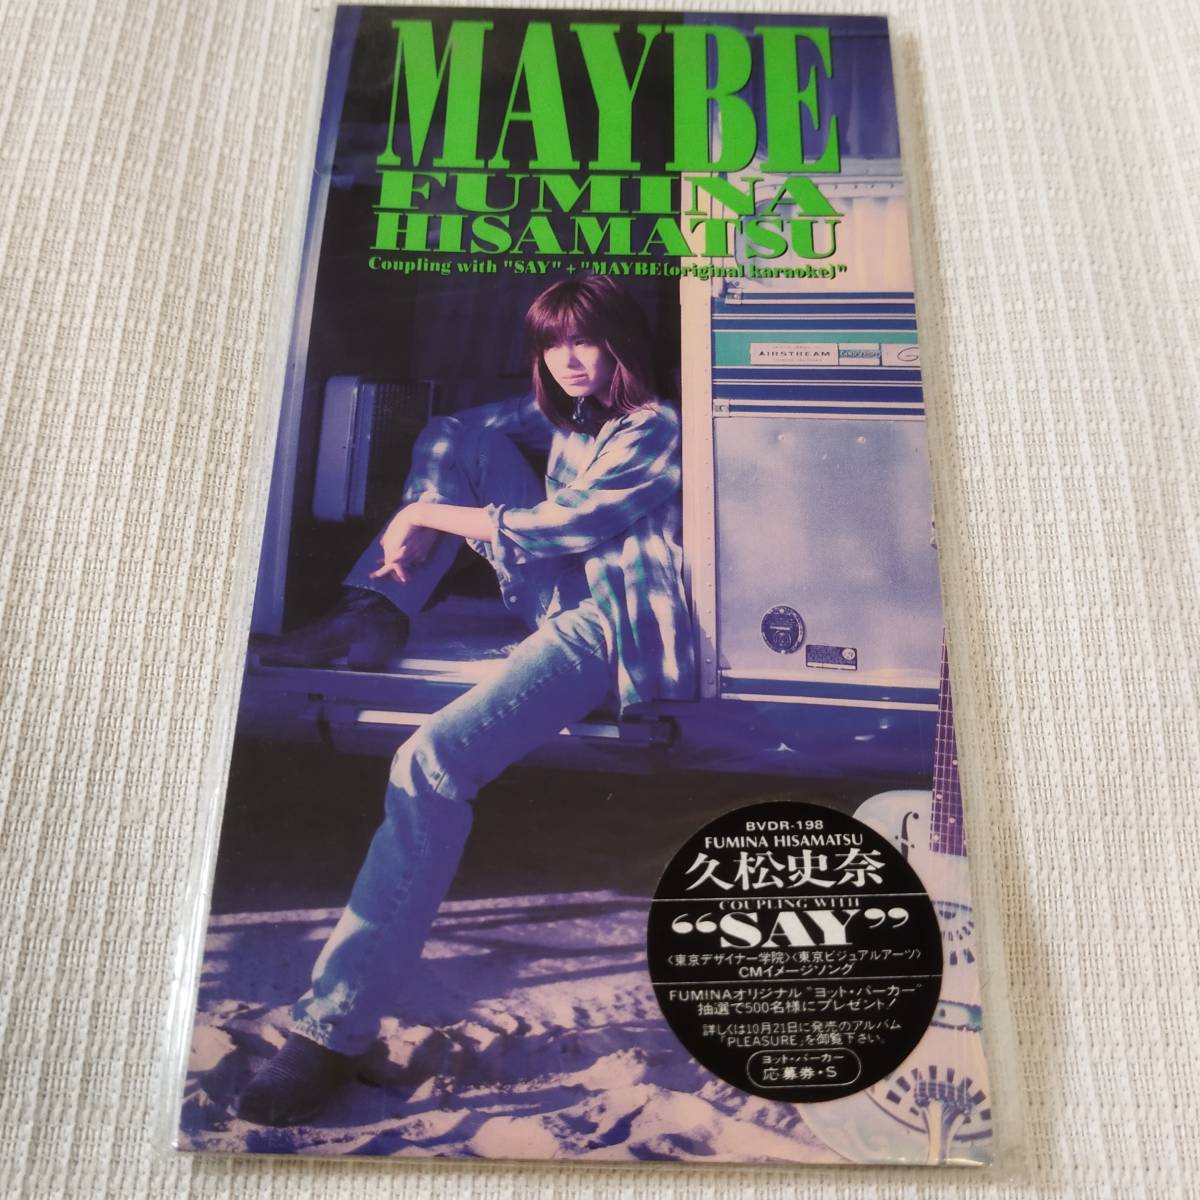 MAYBE
FUMINA
HISAMATSU
Coupling with "SAY" + "MAYBE(original karaoke)"
AIRSTREAM
BVDR-198
FUMINA HISAMATSU
久松史奈
COUPLING WITH
“SAY”
〈東京デザイナー学院〉〈東京ビジュアルアーツ〉
CMイメージソング
FUMINAオリジナル“ヨット・パーカー”
抽選で500名様にプレゼント!
詳しくは10月21日に発売のアルバム
「PLEASURE」を御覧下さい。
ヨット・パーカー
応募券・S